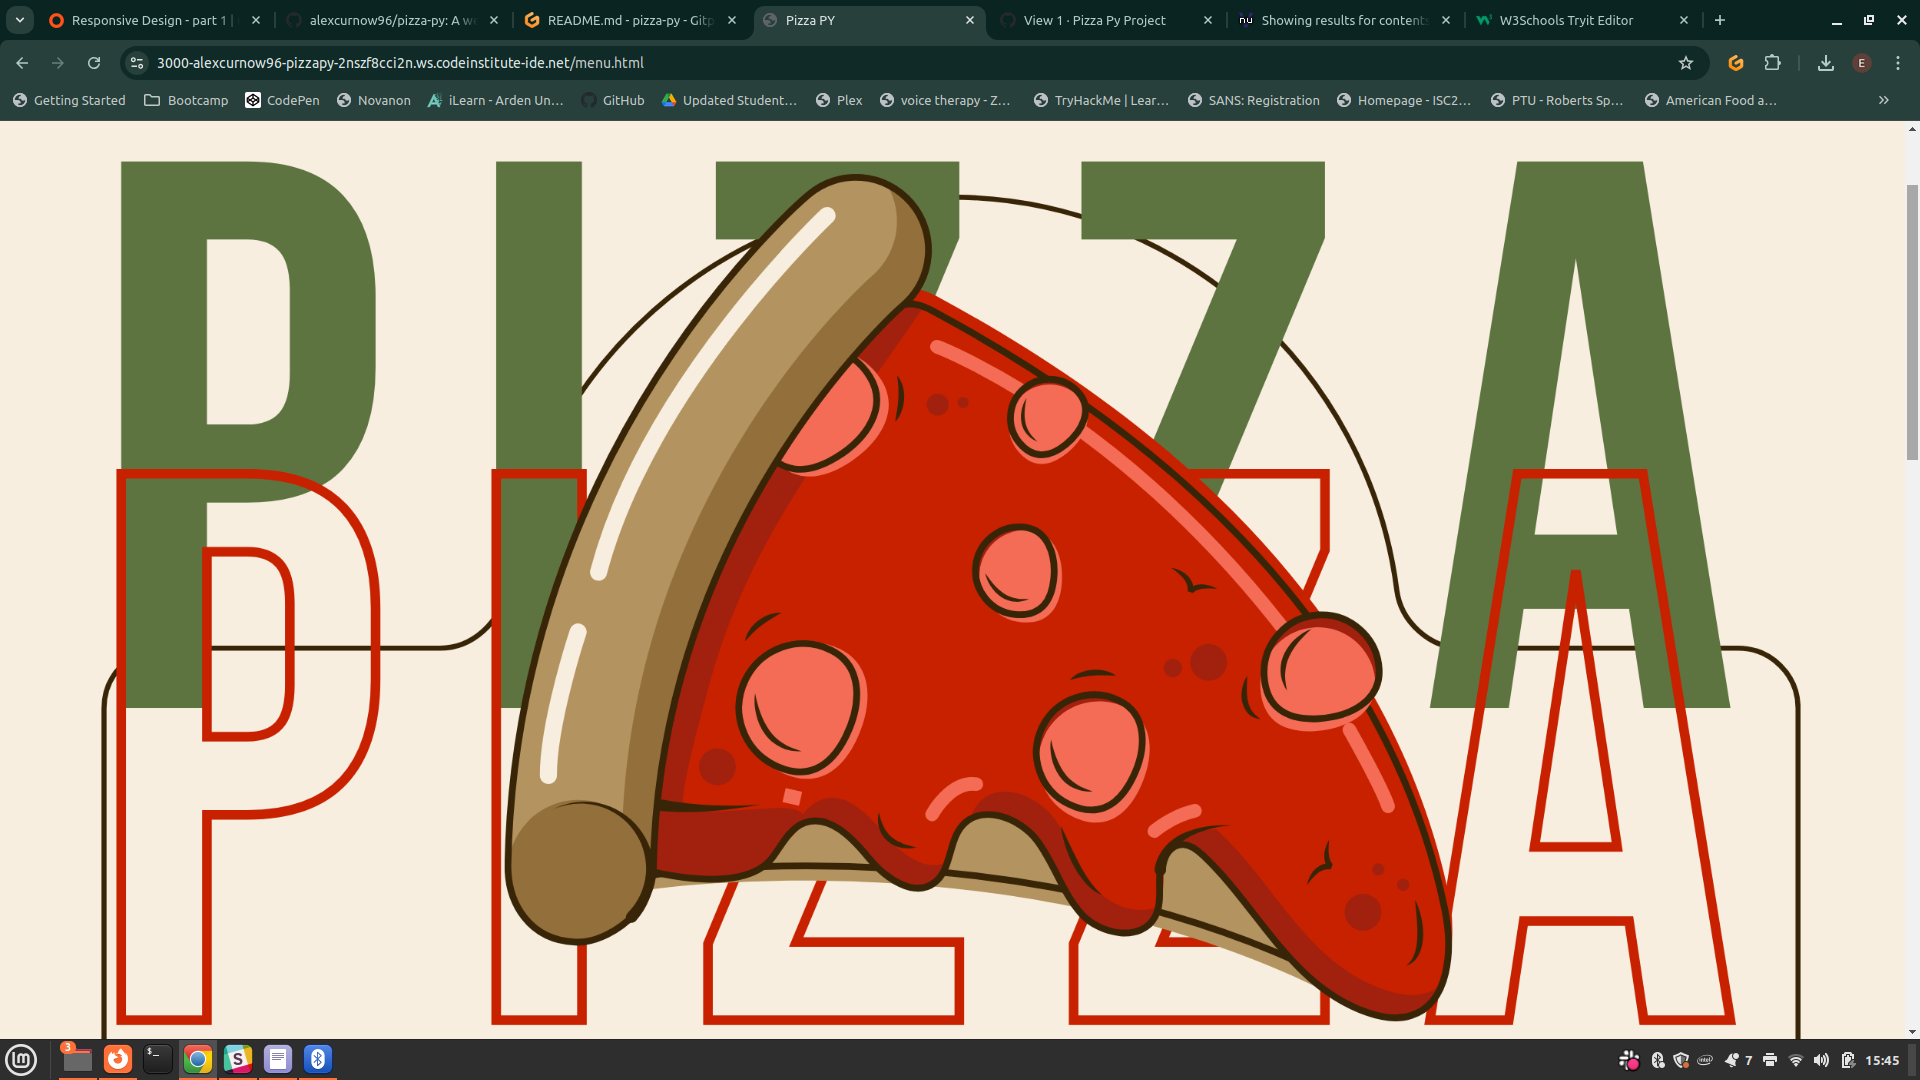 Responsive Design - part 1 |
alexcurnow96/pizza-py: A we
README.md - pizza-py - Gitp
Pizza PY
View 1 · Pizza Py Project
nu
Showing results for content
W3Schools Tryit Editor
3000-alexcurnow96-pizzapy-2nszf8cci2n.ws.codeinstitute-ide.net/menu.html
E
Getting Started
Bootcamp
CodePen
Novanon
iLearn - Arden Un...
GitHub
Updated Student...
Plex
voice therapy - Z...
TryHackMe | Lear...
SANS: Registration
Homepage - ISC2...
PTU - Roberts Sp...
American Food a...
PIZZA
PIZZA
3
$_
S
intel
7
15:45